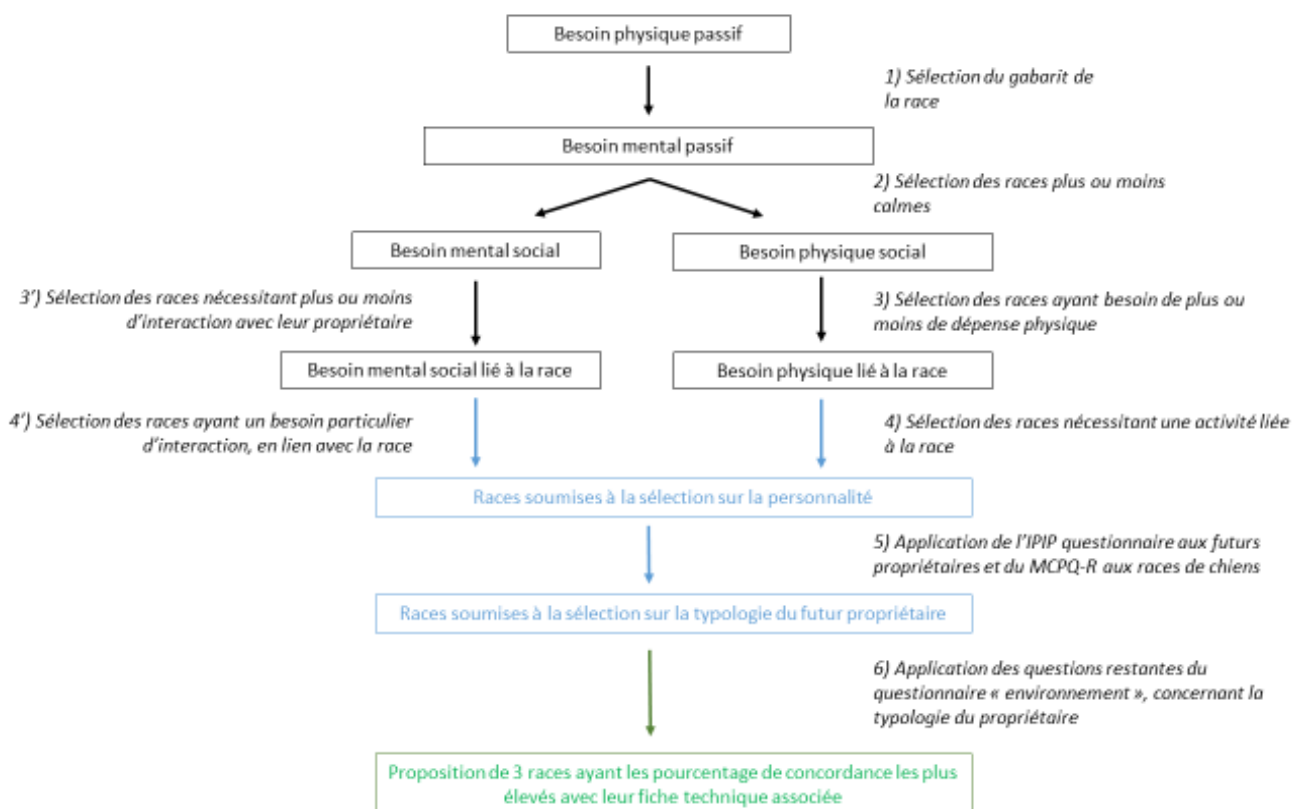 Besoin physique passif
1) Sélection du gabarit de
la race
Besoin mental passif
2) Sélection des races plus ou moins
calmes
Besoin mental social
Besoin physique social
3') Sélection des races nécessitant plus ou moins
d'interaction avec leur propriétaire
3) Sélection des races ayant besoin de plus ou
moins de dépense physique
Besoin mental social lié à la race
Besoin physique lié à la race
4') Sélection des races ayant un besoin particulier
d'interaction, en lien avec la race
4) Sélection des races nécessitant une activité liée
à la race
Races soumises à la sélection sur la personnalité
5) Application de l'IPIP questionnaire aux futurs
propriétaires et du MCPQ-R aux races de chiens
Races soumises à la sélection sur la typologie du futur propriétaire
6) Application des questions restantes du
questionnaire « environnement », concernant la
typologie du propriétaire
Proposition de 3 races ayant les pourcentage de concordance les plus
élevés avec leur fiche technique associée